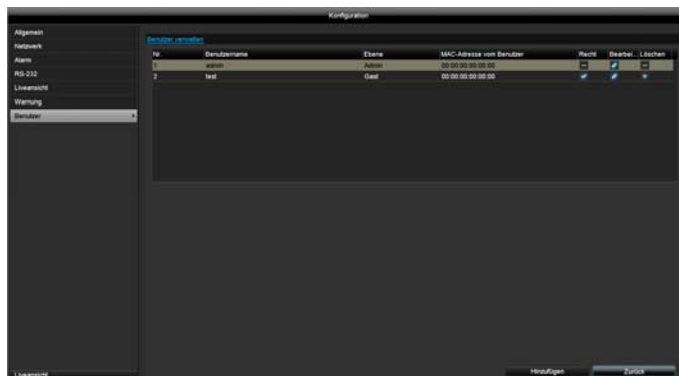 Konfiguration
Allgemein
Netzwerk
Alarm
RS-232
Liveansicht
Warnung
Benutzer
Benutzer verwalten
Nr. Benutzername Ebene MAC-Adresse vom Benutzer Recht Bearbei... Löschen
1 admin Admin 00:00:00:00:00:00
2 test Gast 00:00:00:00:00:00
Liveansicht
Hinzufügen Zurück